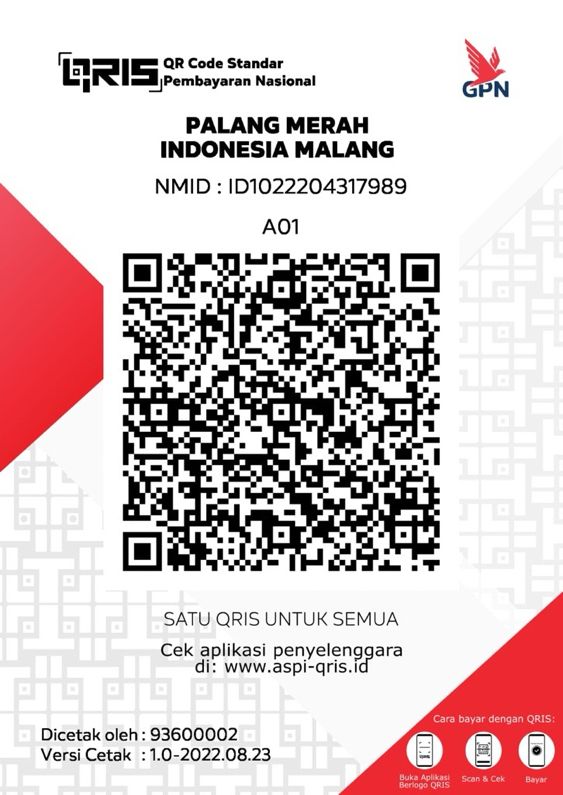 QRIS
QR Code Standar
Pembayaran Nasional
GPN
PALANG MERAH
INDONESIA MALANG
NMID : ID1022204317989
A01
SATU QRIS UNTUK SEMUA
Cek aplikasi penyelenggara
di: www.aspi-qris.id
Dicetak oleh : 93600002
Versi Cetak : 1.0-2022.08.23
Cara bayar dengan QRIS:
Buka Aplikasi
Berlogo QRIS
Scan & Cek
Bayar